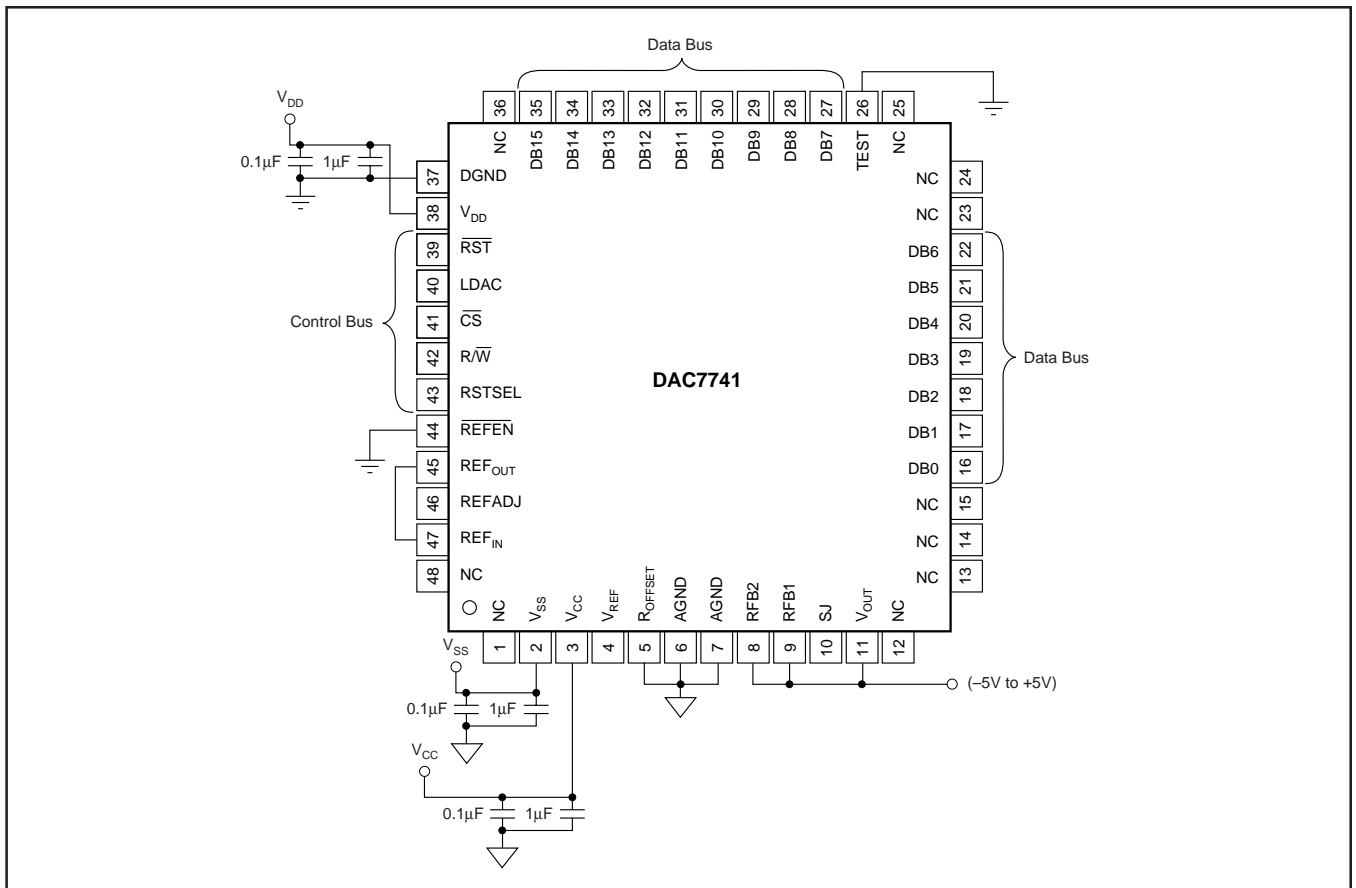 Data Bus
V_DD
36 35 34 33 32 31 30 29 28 27 26 25
NC DB15 DB14 DB13 DB12 DB11 DB10 DB9 DB8 DB7 TEST NC
0.1µF 1µF
37 DGND NC 24
38 V_DD NC 23
39 R̅S̅T̅ DB6 22
40 LDAC DB5 21
Control Bus 41 C̅S̅ DB4 20
42 R/W̅ DB3 19 Data Bus
DAC7741
43 RSTSEL DB2 18
44 R̅E̅F̅E̅N̅ DB1 17
45 REF_OUT DB0 16
46 REFADJ NC 15
47 REF_IN NC 14
48 NC NC 13
NC V_SS V_CC V_REF R_OFFSET AGND AGND RFB2 RFB1 SJ V_OUT NC
1 2 3 4 5 6 7 8 9 10 11 12
V_SS
(–5V to +5V)
0.1µF 1µF
V_CC
0.1µF 1µF